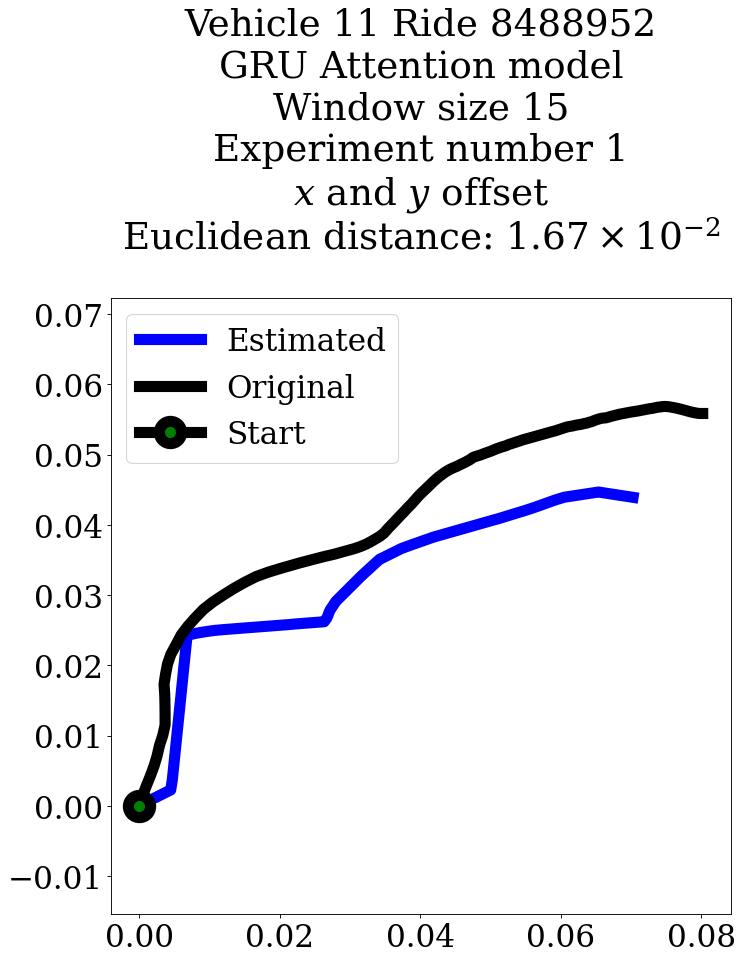 Vehicle 11 Ride 8488952
GRU Attention model
Window size 15
Experiment number 1
x and y offset
Euclidean distance: 1.67 × 10⁻²
0.07
0.06
0.05
0.04
0.03
0.02
0.01
0.00
−0.01
Estimated
Original
Start
0.00 0.02 0.04 0.06 0.08